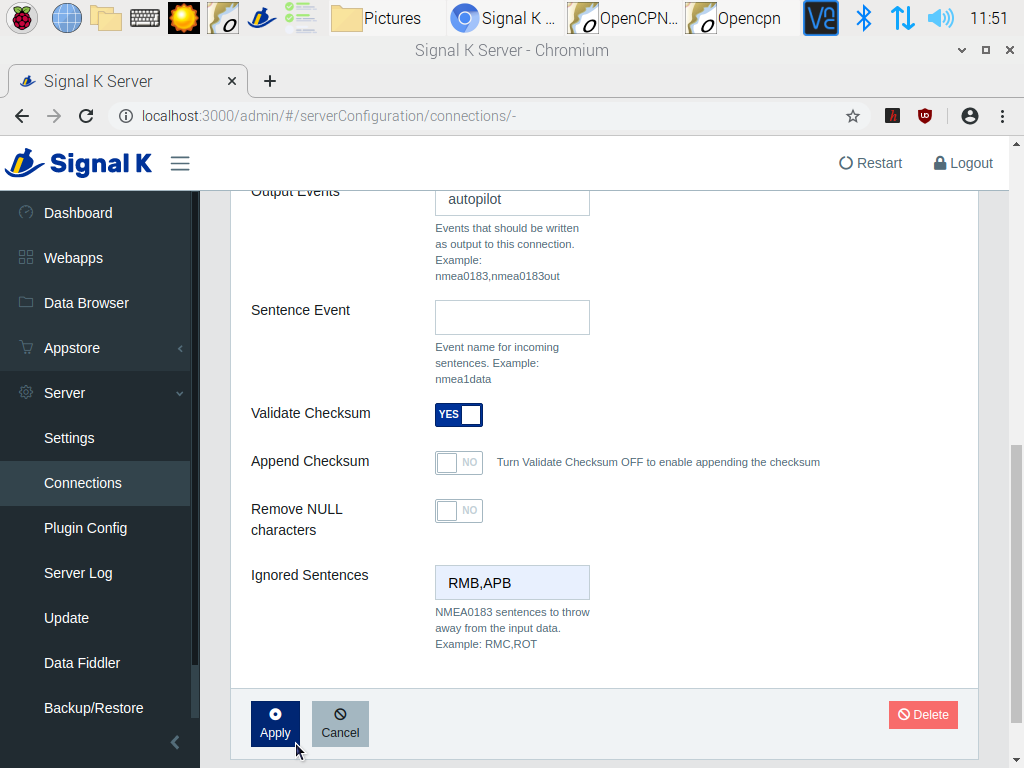 Pictures
Signal K ...
OpenCPN...
Opencpn
11:51
Signal K Server - Chromium
Signal K Server
localhost:3000/admin/#/serverConfiguration/connections/-
Signal K
Restart
Logout
Dashboard
Webapps
Data Browser
Appstore
Server
Settings
Connections
Plugin Config
Server Log
Update
Data Fiddler
Backup/Restore
Output Events
autopilot
Events that should be written
as output to this connection.
Example:
nmea0183,nmea0183out
Sentence Event
Event name for incoming
sentences. Example:
nmea1data
Validate Checksum
YES
Append Checksum
NO
Turn Validate Checksum OFF to enable appending the checksum
Remove NULL
characters
NO
Ignored Sentences
RMB,APB
NMEA0183 sentences to throw
away from the input data.
Example: RMC,ROT
Apply
Cancel
Delete